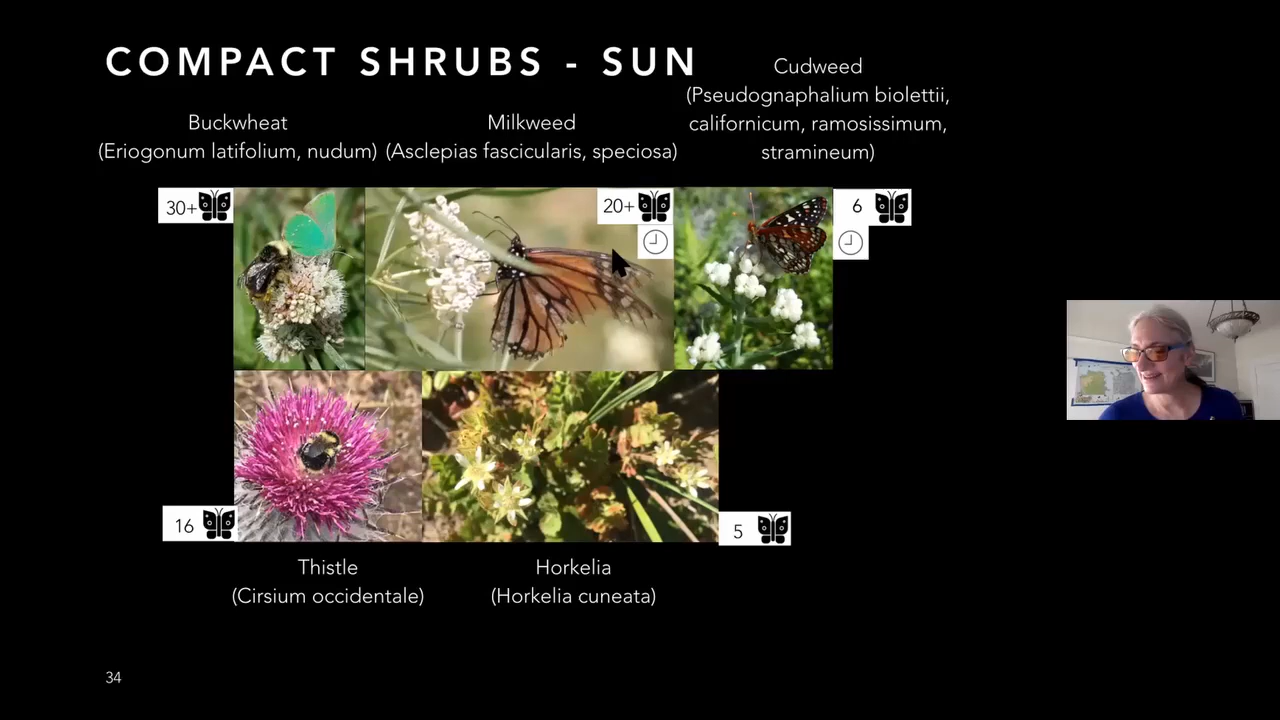 COMPACT SHRUBS - SUN
Cudweed
(Pseudognaphalium biolettii,
californicum, ramosissimum,
stramineum)
Buckwheat
(Eriogonum latifolium, nudum)
Milkweed
(Asclepias fascicularis, speciosa)
30+
20+
6
16
5
Thistle
(Cirsium occidentale)
Horkelia
(Horkelia cuneata)
34